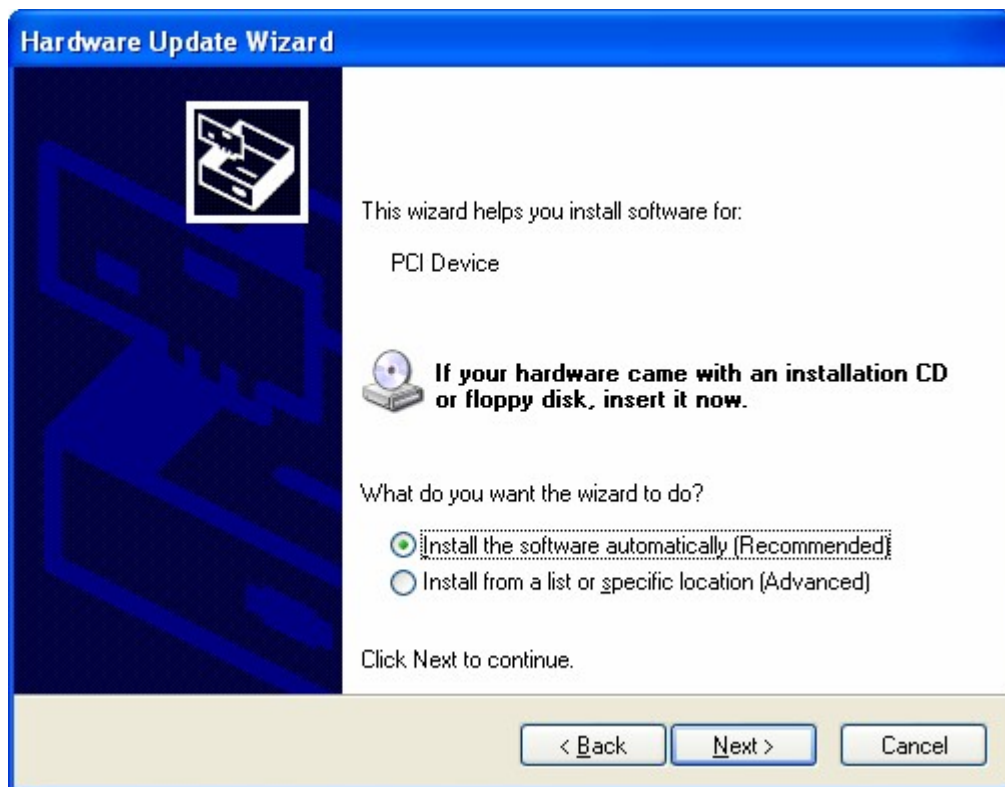 Hardware Update Wizard
This wizard helps you install software for:
PCI Device
If your hardware came with an installation CD
or floppy disk, insert it now.
What do you want the wizard to do?
Install the software automatically (Recommended)
Install from a list or specific location (Advanced)
Click Next to continue.
< Back Next > Cancel